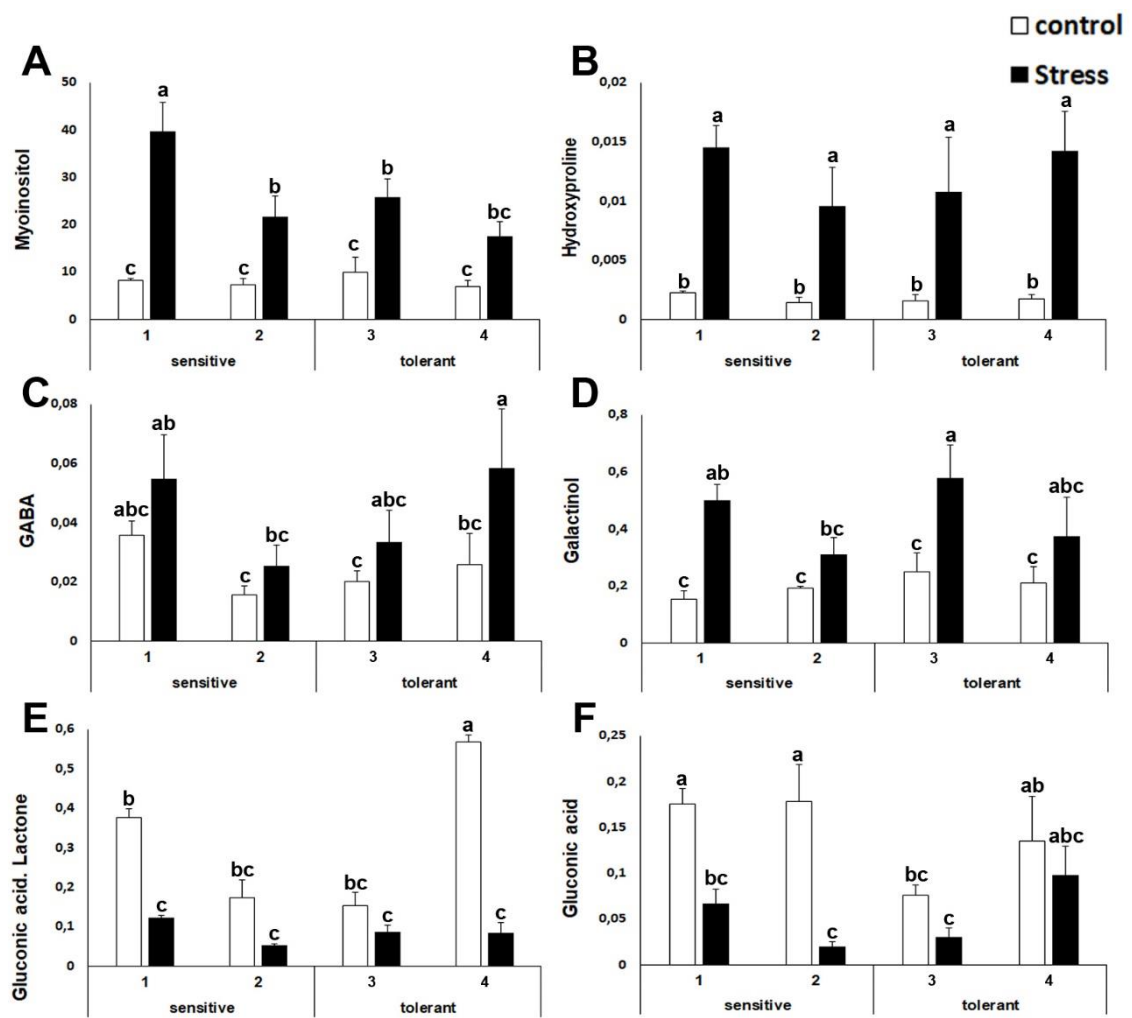 control
Stress
A
50
40
30
20
10
0
Myoinositol
a
b
b
bc
c
c
c
c
1
2
3
4
sensitive
tolerant
B
0,02
0,015
0,01
0,005
0
Hydroxyproline
a
a
a
a
b
b
b
b
1
2
3
4
sensitive
tolerant
C
0,08
0,06
0,04
0,02
0
GABA
abc
ab
c
bc
c
abc
bc
a
1
2
3
4
sensitive
tolerant
D
0,8
0,6
0,4
0,2
0
Galactinol
c
ab
c
bc
c
a
c
abc
1
2
3
4
sensitive
tolerant
E
0,6
0,5
0,4
0,3
0,2
0,1
0
Gluconic acid. Lactone
b
c
bc
c
bc
c
a
c
1
2
3
4
sensitive
tolerant
F
0,25
0,2
0,15
0,1
0,05
0
Gluconic acid
a
bc
a
c
bc
c
ab
abc
1
2
3
4
sensitive
tolerant